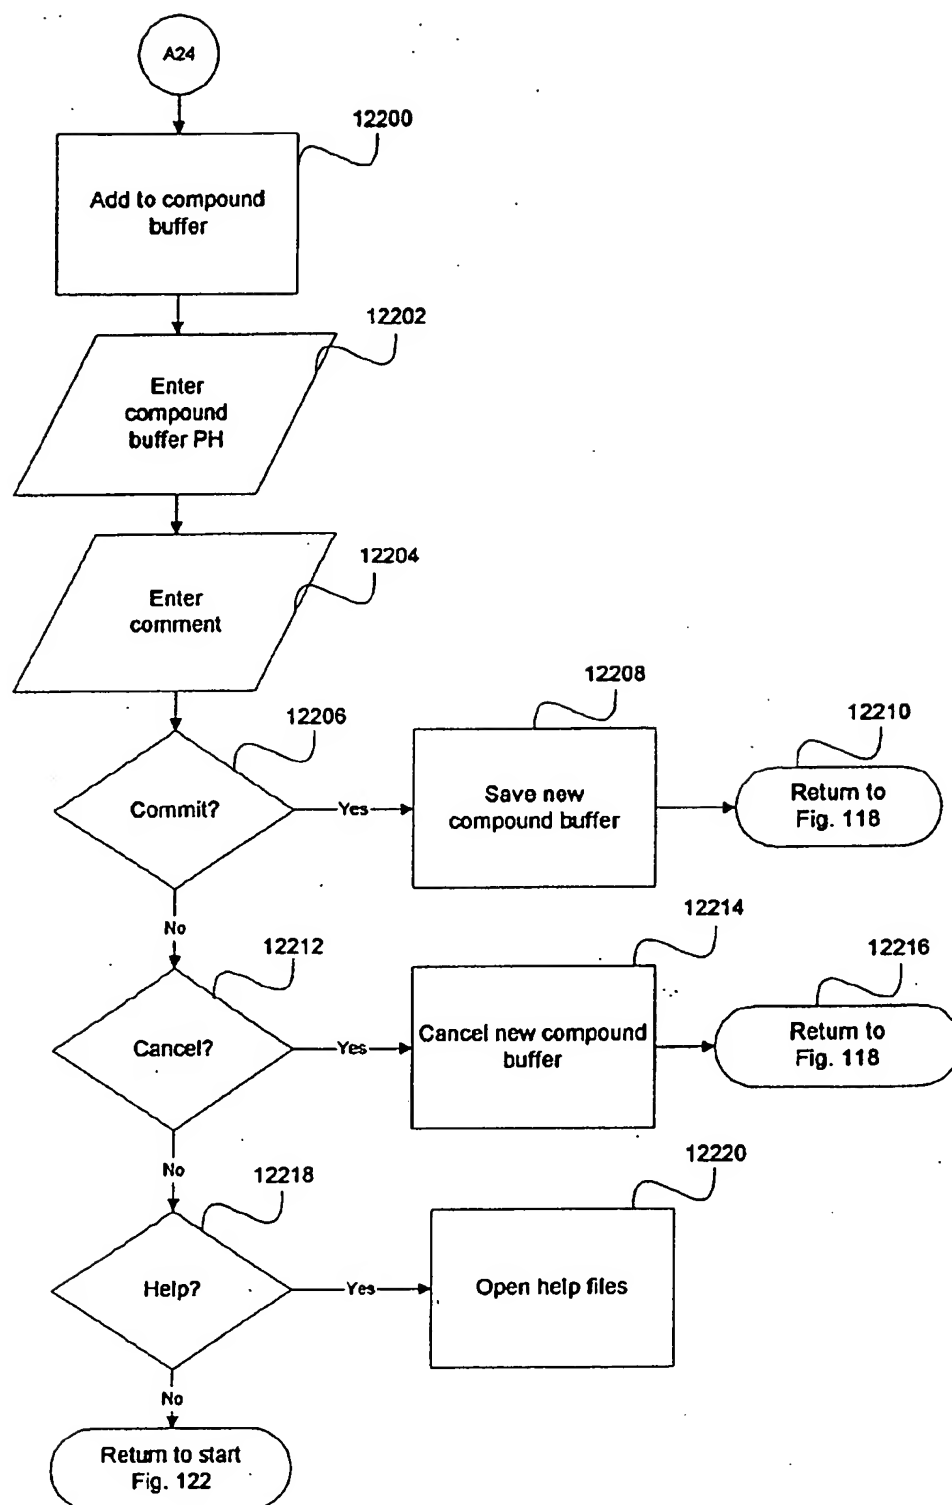 A24
12200
Add to compound
buffer
12202
Enter
compound
buffer PH
12204
Enter
comment
12206
Commit?
Yes
12208
Save new
compound buffer
12210
Return to
Fig. 118
No
12212
Cancel?
Yes
12214
Cancel new compound
buffer
12216
Return to
Fig. 118
No
12218
Help?
Yes
12220
Open help files
No
Return to start
Fig. 122